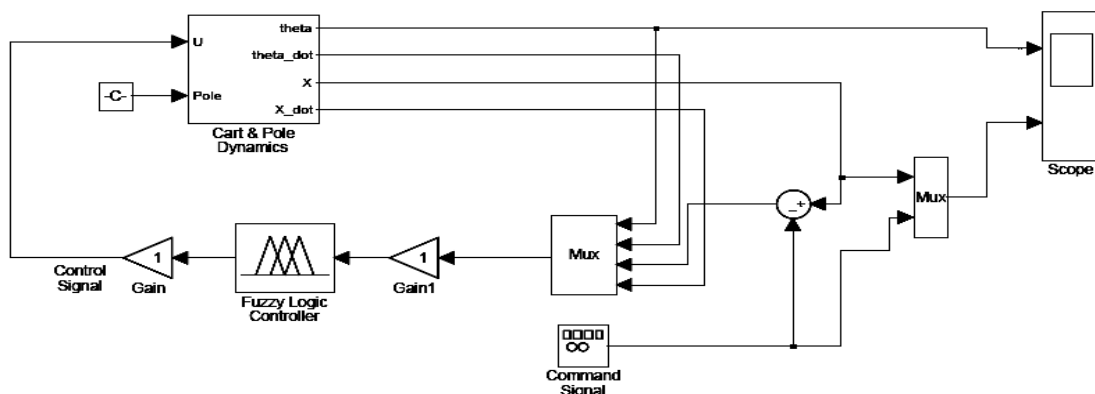 theta
U
theta_dot
X
-C-
Pole
X_dot
Cart & Pole
Dynamics
Scope
Mux
_+
Mux
1
1
Control
Signal
Gain
Gain1
Fuzzy Logic
Controller
Command
Signal